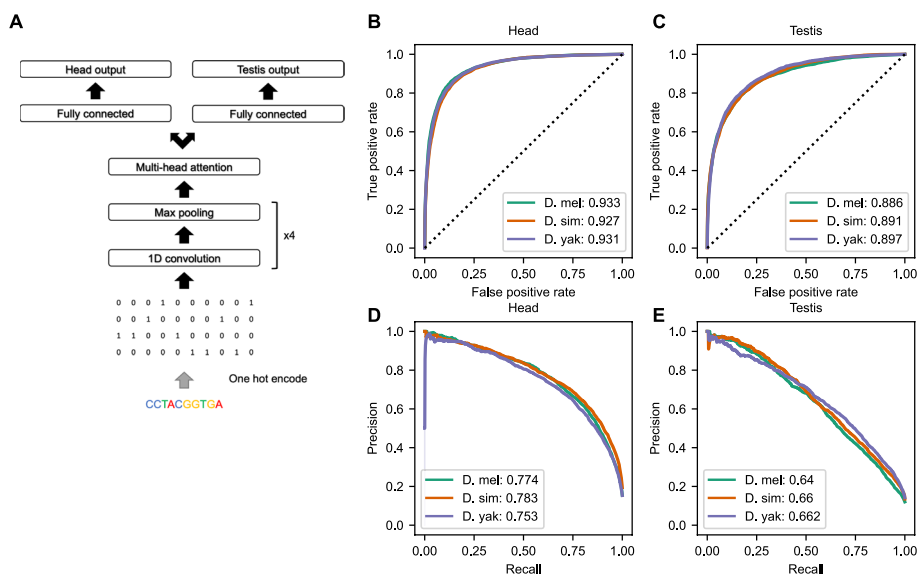 A
Head output
Testis output
Fully connected
Fully connected
Multi-head attention
Max pooling
x4
1D convolution
0 0 0 1 0 0 0 0 0 1
0 0 1 0 0 0 0 1 0 0
1 1 0 0 1 0 0 0 0 0
0 0 0 0 0 1 1 0 1 0
One hot encode
CCTACGGTGA
B
Head
True positive rate
1.0
0.8
0.6
0.4
0.2
0.0
D. mel: 0.933
D. sim: 0.927
D. yak: 0.931
0.00 0.25 0.50 0.75 1.00
False positive rate
C
Testis
True positive rate
1.0
0.8
0.6
0.4
0.2
0.0
D. mel: 0.886
D. sim: 0.891
D. yak: 0.897
0.00 0.25 0.50 0.75 1.00
False positive rate
D
Head
Precision
1.0
0.8
0.6
0.4
0.2
0.0
D. mel: 0.774
D. sim: 0.783
D. yak: 0.753
0.00 0.25 0.50 0.75 1.00
Recall
E
Testis
Precision
1.0
0.8
0.6
0.4
0.2
0.0
D. mel: 0.64
D. sim: 0.66
D. yak: 0.662
0.00 0.25 0.50 0.75 1.00
Recall